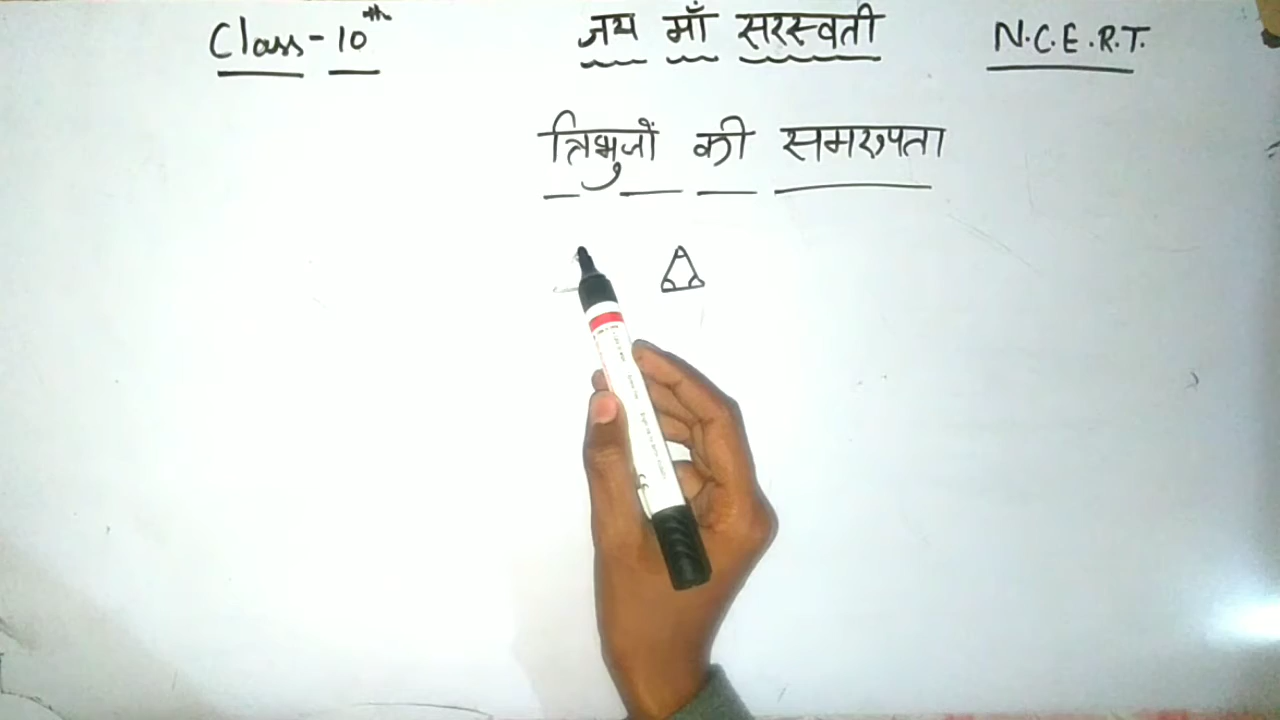 Class-10th जय माँ सरस्वती N.C.E.R.T.
त्रिभुजों की समरूपता